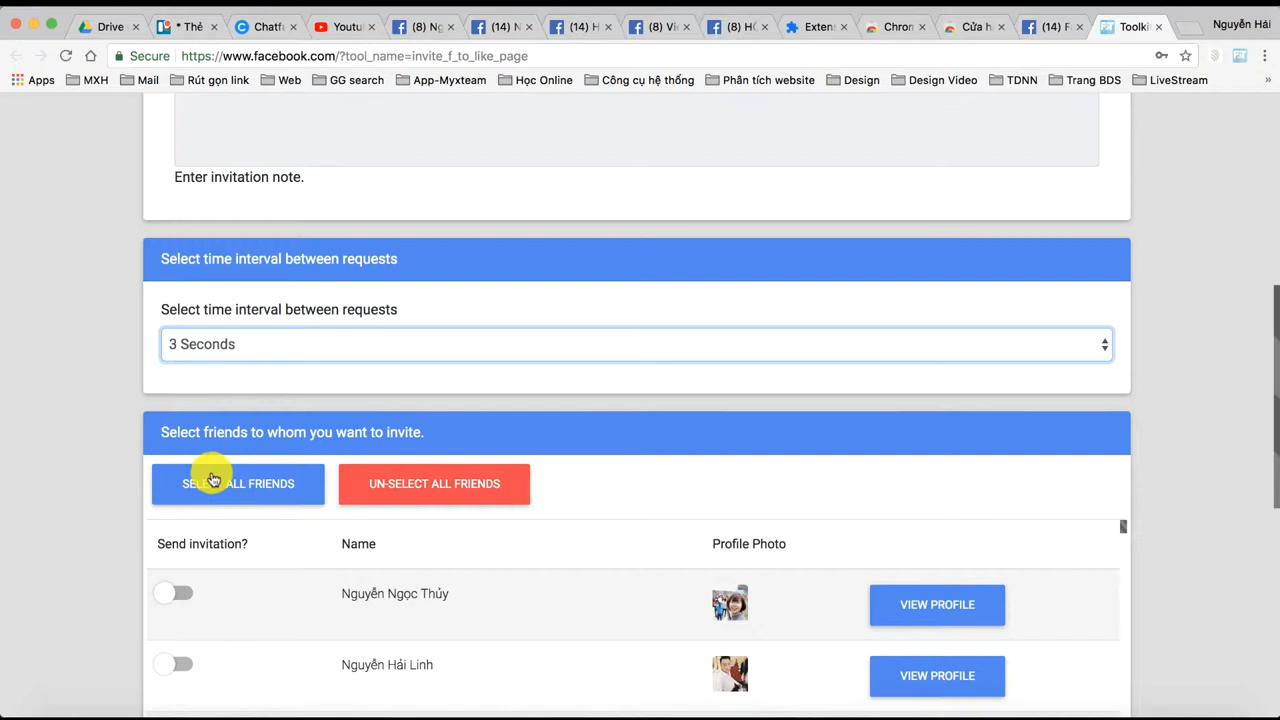 Drive
* Thẻ
Chatf
Youtu
(8) Ng
(14) N
(14) H
(8) Vi
(8) HC
Exten
Chron
Cửa h
(14) F
Toolki
Nguyễn Hải
Secure
https://www.facebook.com/?tool_name=invite_f_to_like_page
Apps
MXH
Mail
Rút gọn link
Web
GG search
App-Myxteam
Học Online
Công cụ hệ thống
Phân tích website
Design
Design Video
TDNN
Trang BDS
LiveStream
»
Enter invitation note.
Select time interval between requests
Select time interval between requests
3 Seconds
Select friends to whom you want to invite.
SELECT ALL FRIENDS
UN-SELECT ALL FRIENDS
Send invitation?
Name
Profile Photo
Nguyễn Ngọc Thủy
VIEW PROFILE
Nguyễn Hải Linh
VIEW PROFILE